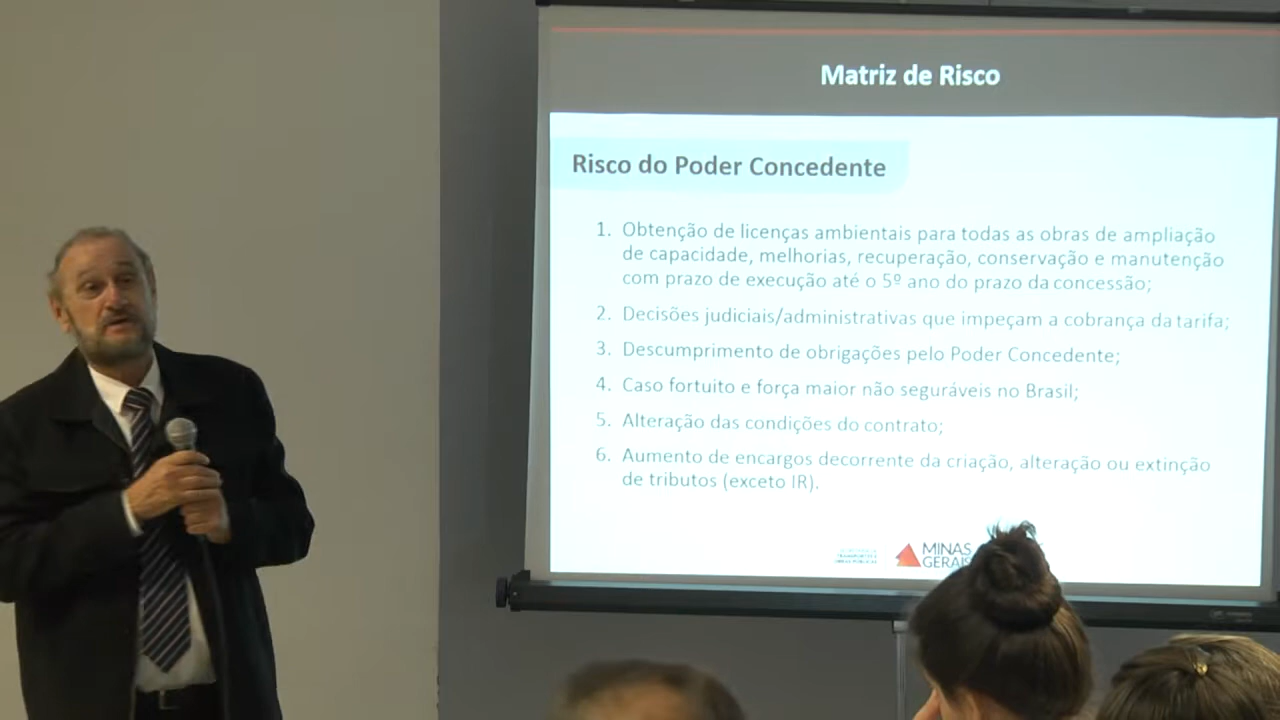 Matriz de Risco
Risco do Poder Concedente
1. Obtenção de licenças ambientais para todas as obras de ampliação
de capacidade, melhorias, recuperação, conservação e manutenção
com prazo de execução até o 5º ano do prazo da concessão;
2. Decisões judiciais/administrativas que impeçam a cobrança da tarifa;
3. Descumprimento de obrigações pelo Poder Concedente;
4. Caso fortuito e força maior não seguráveis no Brasil;
5. Alteração das condições do contrato;
6. Aumento de encargos decorrente da criação, alteração ou extinção
de tributos (exceto IR).
MINAS
GERAIS